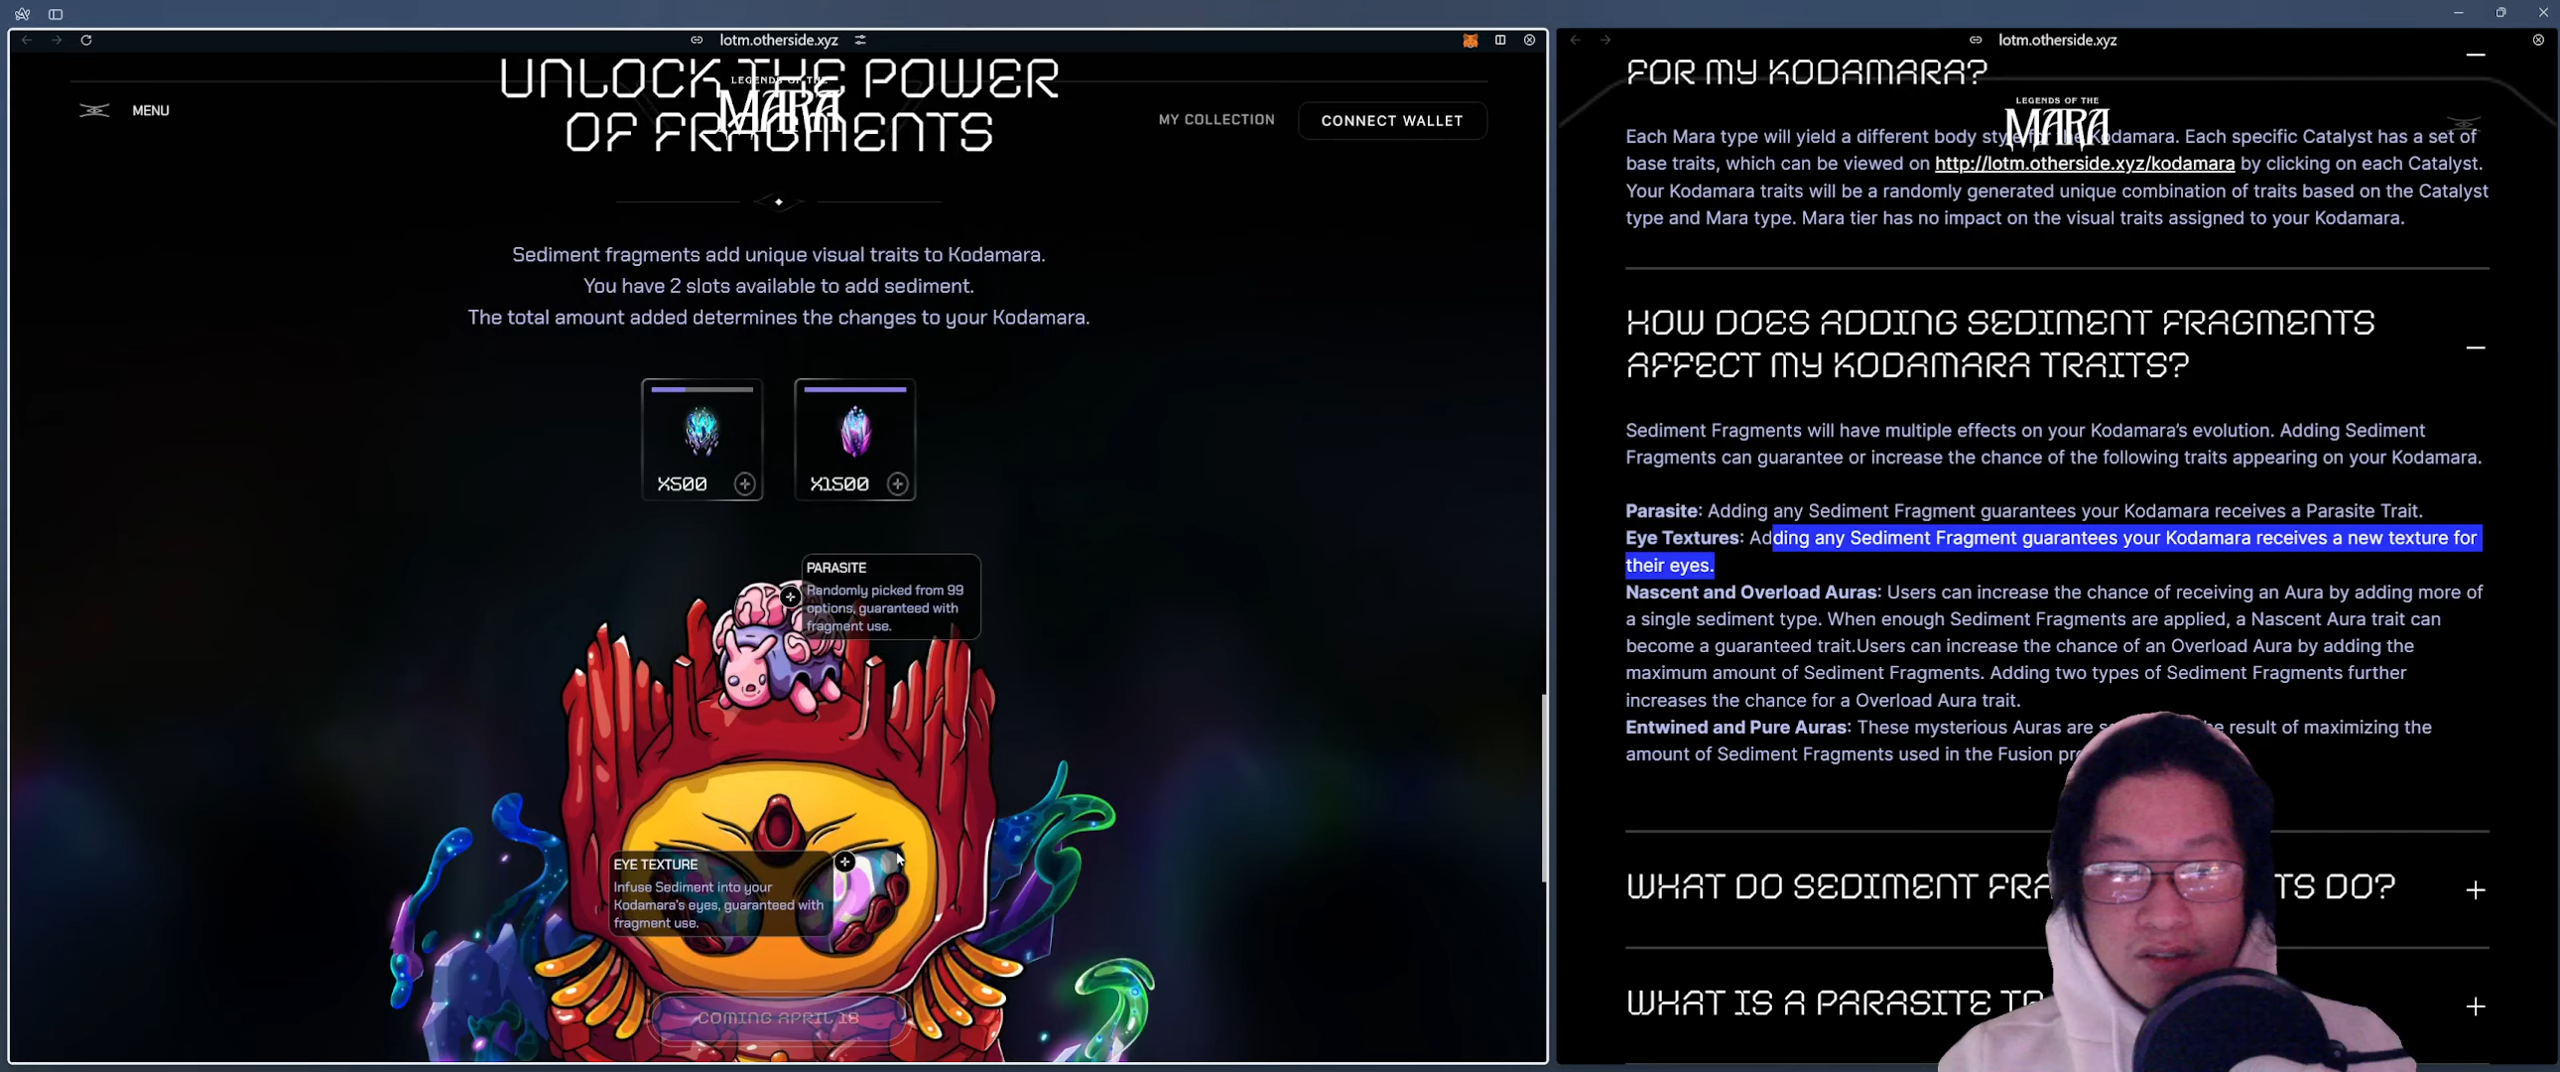 lotm.otherside.xyz
UNLOCK THE POWER
OF FRAGMENTS
LEGENDS OF THE
MARA
MENU
MY COLLECTION
CONNECT WALLET
Sediment fragments add unique visual traits to Kodamara.
You have 2 slots available to add sediment.
The total amount added determines the changes to your Kodamara.
X500
X1500
PARASITE
Randomly picked from 99
options, guaranteed with
fragment use.
EYE TEXTURE
Infuse Sediment into your
Kodamara's eyes, guaranteed with
fragment use.
COMING APRIL 18
lotm.otherside.xyz
FOR MY KODAMARA?
LEGENDS OF THE
MARA
Each Mara type will yield a different body style for the Kodamara. Each specific Catalyst has a set of
base traits, which can be viewed on http://lotm.otherside.xyz/kodamara by clicking on each Catalyst.
Your Kodamara traits will be a randomly generated unique combination of traits based on the Catalyst
type and Mara type. Mara tier has no impact on the visual traits assigned to your Kodamara.
HOW DOES ADDING SEDIMENT FRAGMENTS
AFFECT MY KODAMARA TRAITS?
Sediment Fragments will have multiple effects on your Kodamara's evolution. Adding Sediment
Fragments can guarantee or increase the chance of the following traits appearing on your Kodamara.
Parasite: Adding any Sediment Fragment guarantees your Kodamara receives a Parasite Trait.
Eye Textures: Adding any Sediment Fragment guarantees your Kodamara receives a new texture for
their eyes.
Nascent and Overload Auras: Users can increase the chance of receiving an Aura by adding more of
a single sediment type. When enough Sediment Fragments are applied, a Nascent Aura trait can
become a guaranteed trait.Users can increase the chance of an Overload Aura by adding the
maximum amount of Sediment Fragments. Adding two types of Sediment Fragments further
increases the chance for a Overload Aura trait.
Entwined and Pure Auras: These mysterious Auras are result of maximizing the
amount of Sediment Fragments used in the Fusion
WHAT DO SEDIMENT DO?
WHAT IS A PARASITE